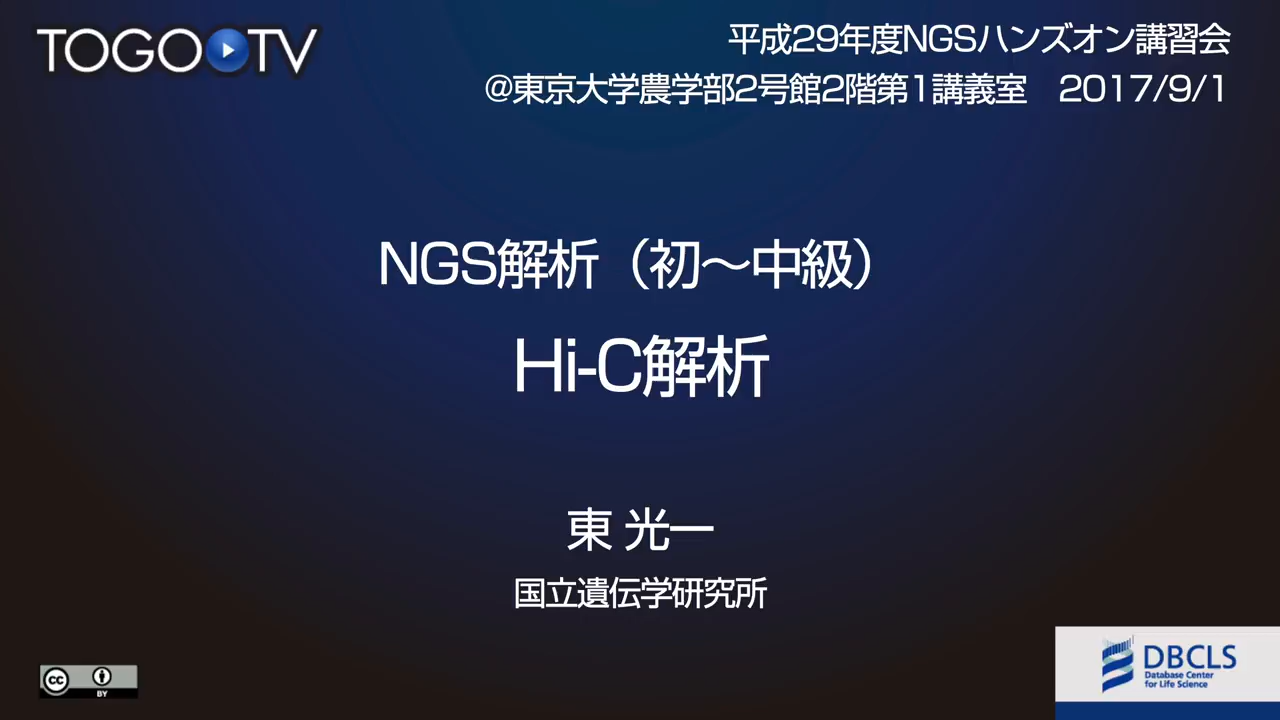 TOGO TV
平成29年度NGSハンズオン講習会
@東京大学農学部2号館2階第1講義室　2017/9/1
NGS解析（初～中級）
Hi-C解析
東 光一
国立遺伝学研究所
cc
BY
DBCLS
Database Center
for Life Science